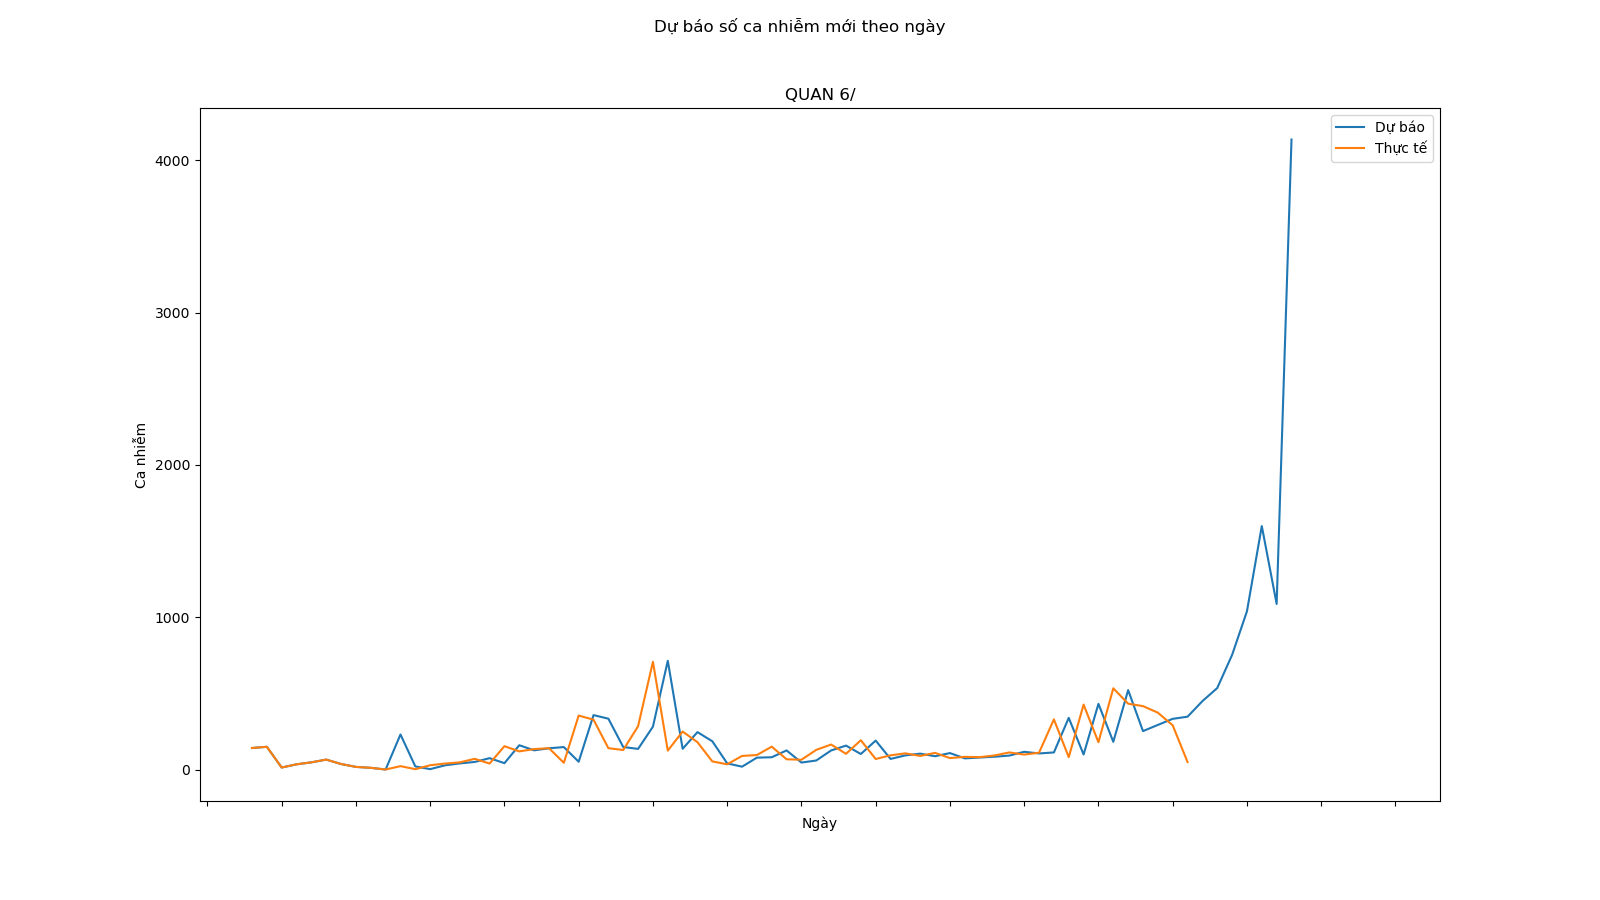 Dự báo số ca nhiễm mới theo ngày
QUAN 6/
Dự báo
Thực tế
4000
3000
2000
1000
0
Ca nhiễm
Ngày